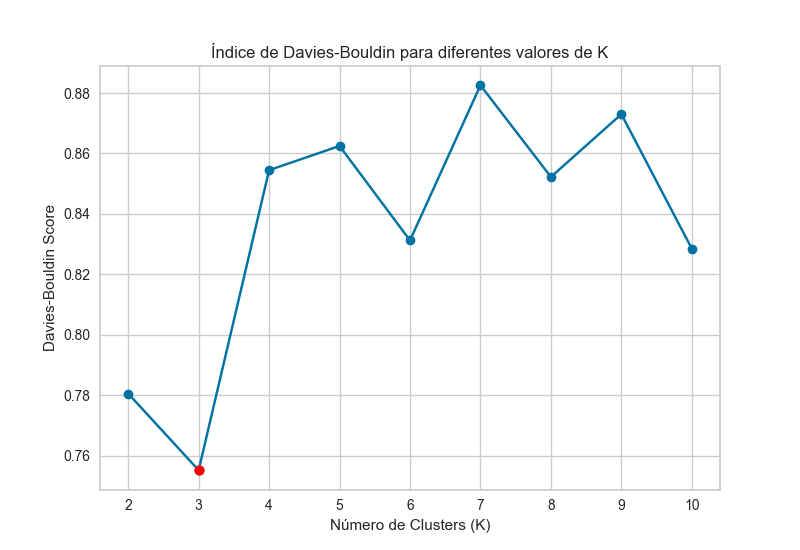 Índice de Davies-Bouldin para diferentes valores de K
Davies-Bouldin Score
0.88
0.86
0.84
0.82
0.80
0.78
0.76
2 3 4 5 6 7 8 9 10
Número de Clusters (K)